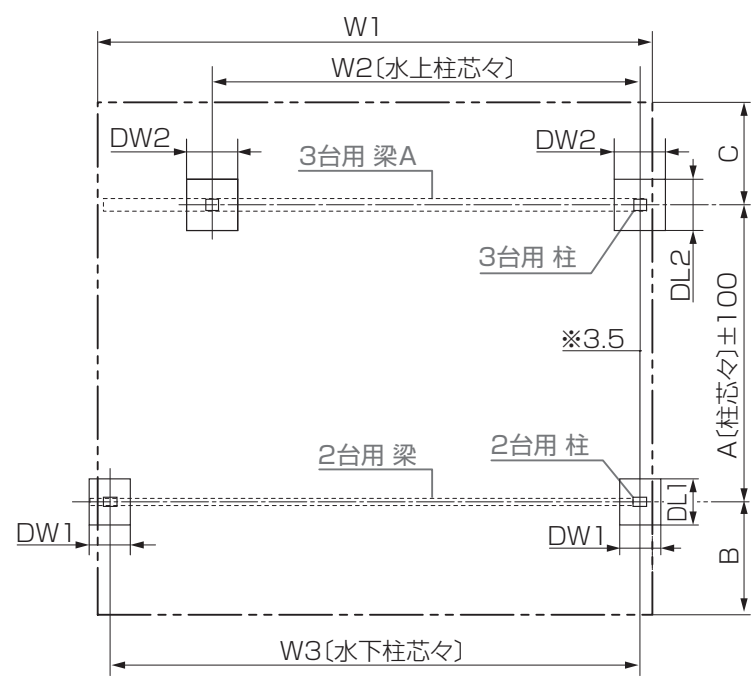 W1
W2〔水上柱芯々〕
DW2
DW2
C
3台用 梁A
3台用 柱
DL2
※3.5
A〔柱芯々〕±100
2台用 梁
2台用 柱
DL1
DW1
DW1
B
W3〔水下柱芯々〕